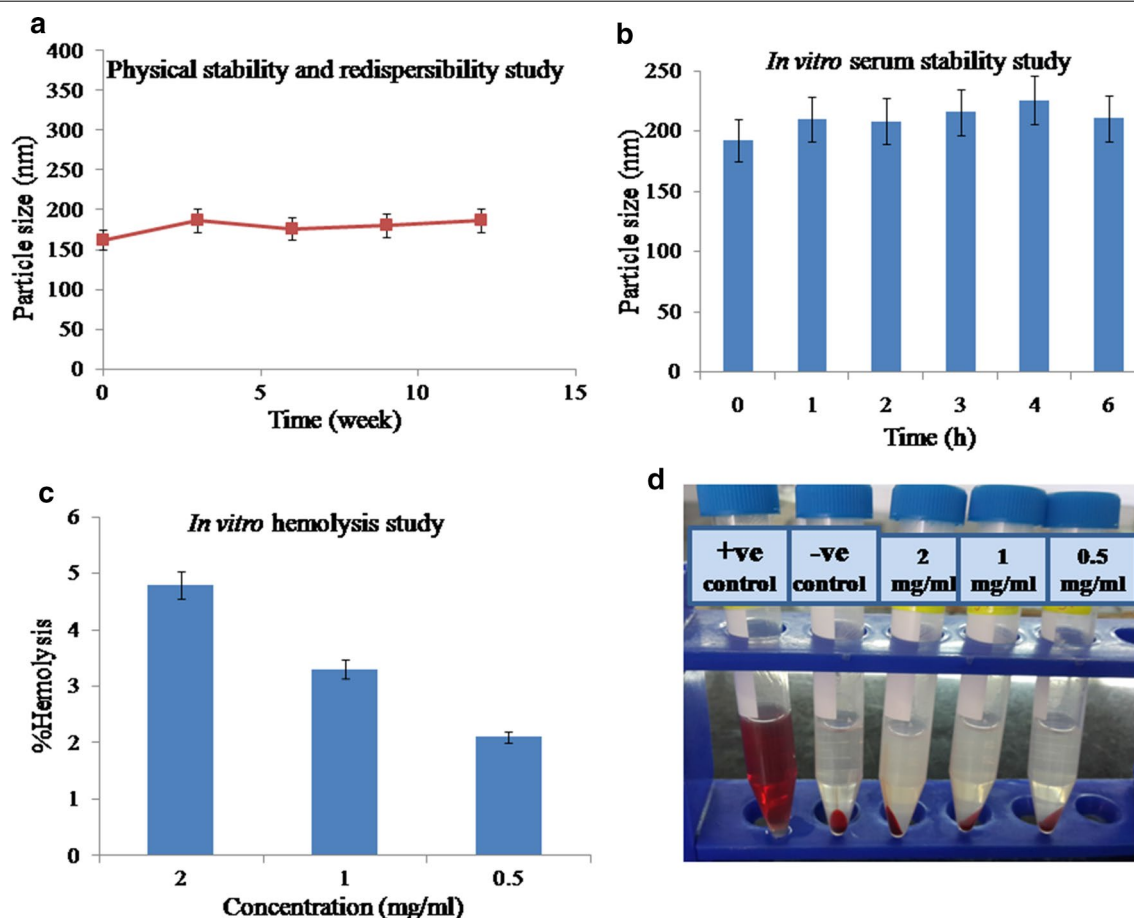 a
Physical stability and redispersibility study
400
350
300
250
200
150
100
50
0
Particle size (nm)
0 5 10 15
Time (week)
b
In vitro serum stability study
250
200
150
100
50
0
Particle size (nm)
0 1 2 3 4 6
Time (h)
c
In vitro hemolysis study
6
5
4
3
2
1
0
%Hemolysis
2 1 0.5
Concentration (mg/ml)
d
+ve
control
-ve
control
2
mg/ml
1
mg/ml
0.5
mg/ml